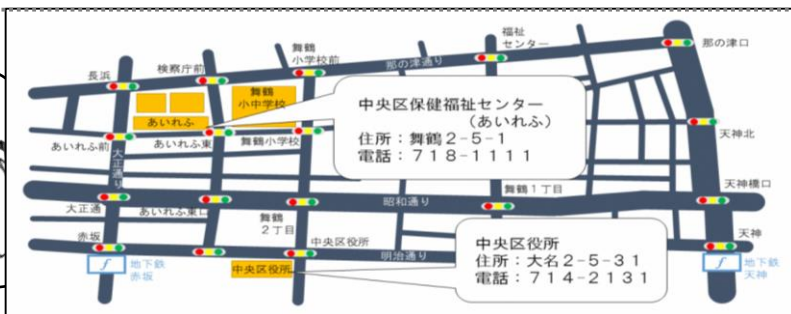 福祉
センター
那の津口
舞鶴
小学校前
那の津通り
検察庁前
長浜
舞鶴
小中学校
あいれふ
中央区保健福祉センター
（あいれふ）
住所：舞鶴２-５-１
電話：７１８-１１１１
あいれふ前
あいれふ東
舞鶴小学校
天神北
大正通り
大正通
あいれふ東口
昭和通り
舞鶴１丁目
天神橋口
舞鶴
２丁目
赤坂
中央区役所
明治通り
天神
地下鉄
赤坂
中央区役所
中央区役所
住所：大名２-５-３１
電話：７１４-２１３１
地下鉄
天神